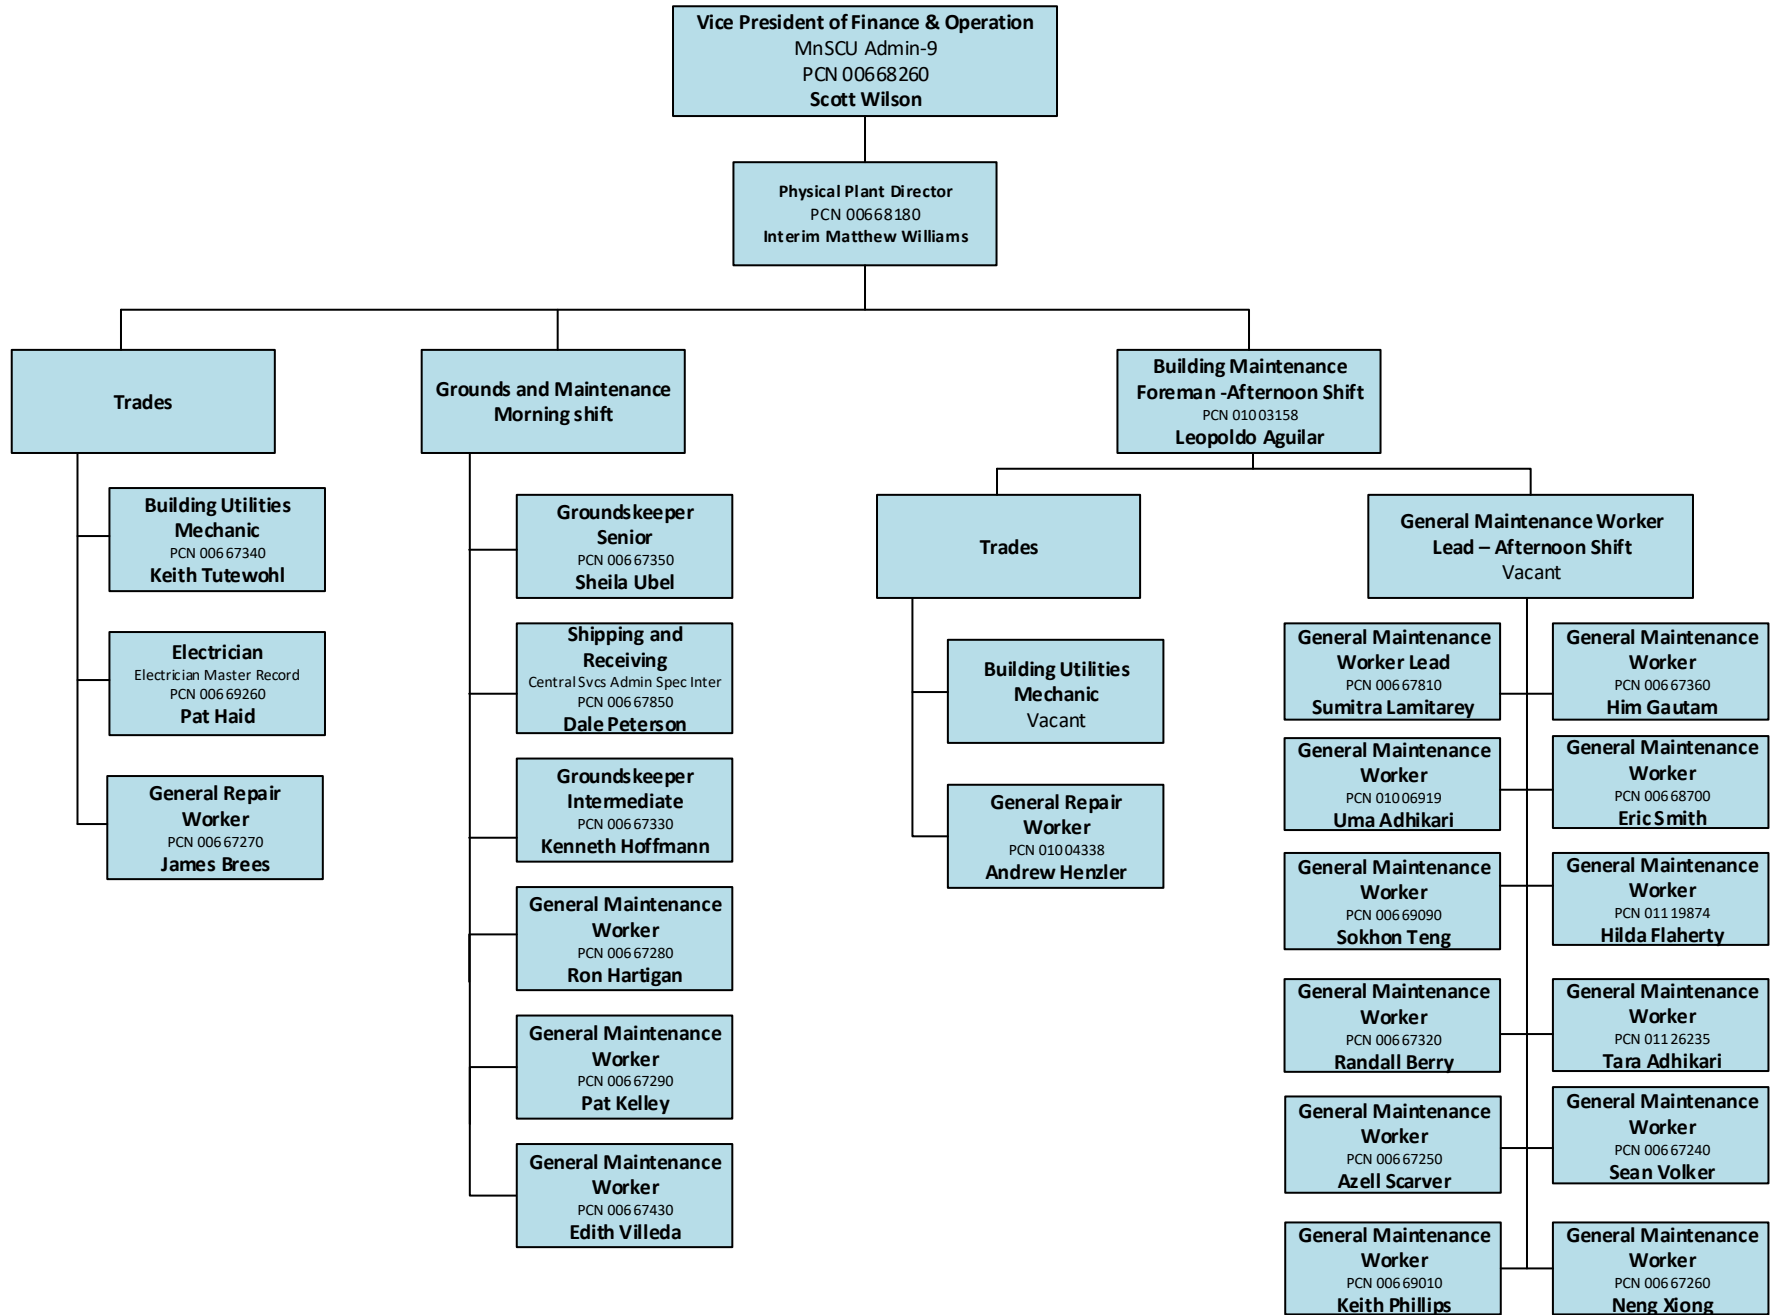 Vice President of Finance & Operation
MnSCU Admin-9
PCN 00668260
Scott Wilson
Physical Plant Director
PCN 00668180
Interim Matthew Williams
Trades
Grounds and Maintenance
Morning shift
Building Maintenance
Foreman -Afternoon Shift
PCN 01003158
Leopoldo Aguilar
Building Utilities
Mechanic
PCN 00667340
Keith Tutewohl
Electrician
Electrician Master Record
PCN 00669260
Pat Haid
General Repair
Worker
PCN 00667270
James Brees
Groundskeeper
Senior
PCN 00667350
Sheila Ubel
Shipping and
Receiving
Central Svcs Admin Spec Inter
PCN 00667850
Dale Peterson
Groundskeeper
Intermediate
PCN 00667330
Kenneth Hoffmann
General Maintenance
Worker
PCN 00667280
Ron Hartigan
General Maintenance
Worker
PCN 00667290
Pat Kelley
General Maintenance
Worker
PCN 00667430
Edith Villeda
Trades
Building Utilities
Mechanic
Vacant
General Repair
Worker
PCN 01004338
Andrew Henzler
General Maintenance Worker
Lead – Afternoon Shift
Vacant
General Maintenance
Worker Lead
PCN 00667810
Sumitra Lamitarey
General Maintenance
Worker
PCN 00667360
Him Gautam
General Maintenance
Worker
PCN 01006919
Uma Adhikari
General Maintenance
Worker
PCN 00668700
Eric Smith
General Maintenance
Worker
PCN 00669090
Sokhon Teng
General Maintenance
Worker
PCN 01119874
Hilda Flaherty
General Maintenance
Worker
PCN 00667320
Randall Berry
General Maintenance
Worker
PCN 01126235
Tara Adhikari
General Maintenance
Worker
PCN 00667250
Azell Scarver
General Maintenance
Worker
PCN 00667240
Sean Volker
General Maintenance
Worker
PCN 00669010
Keith Phillips
General Maintenance
Worker
PCN 00667260
Neng Xiong